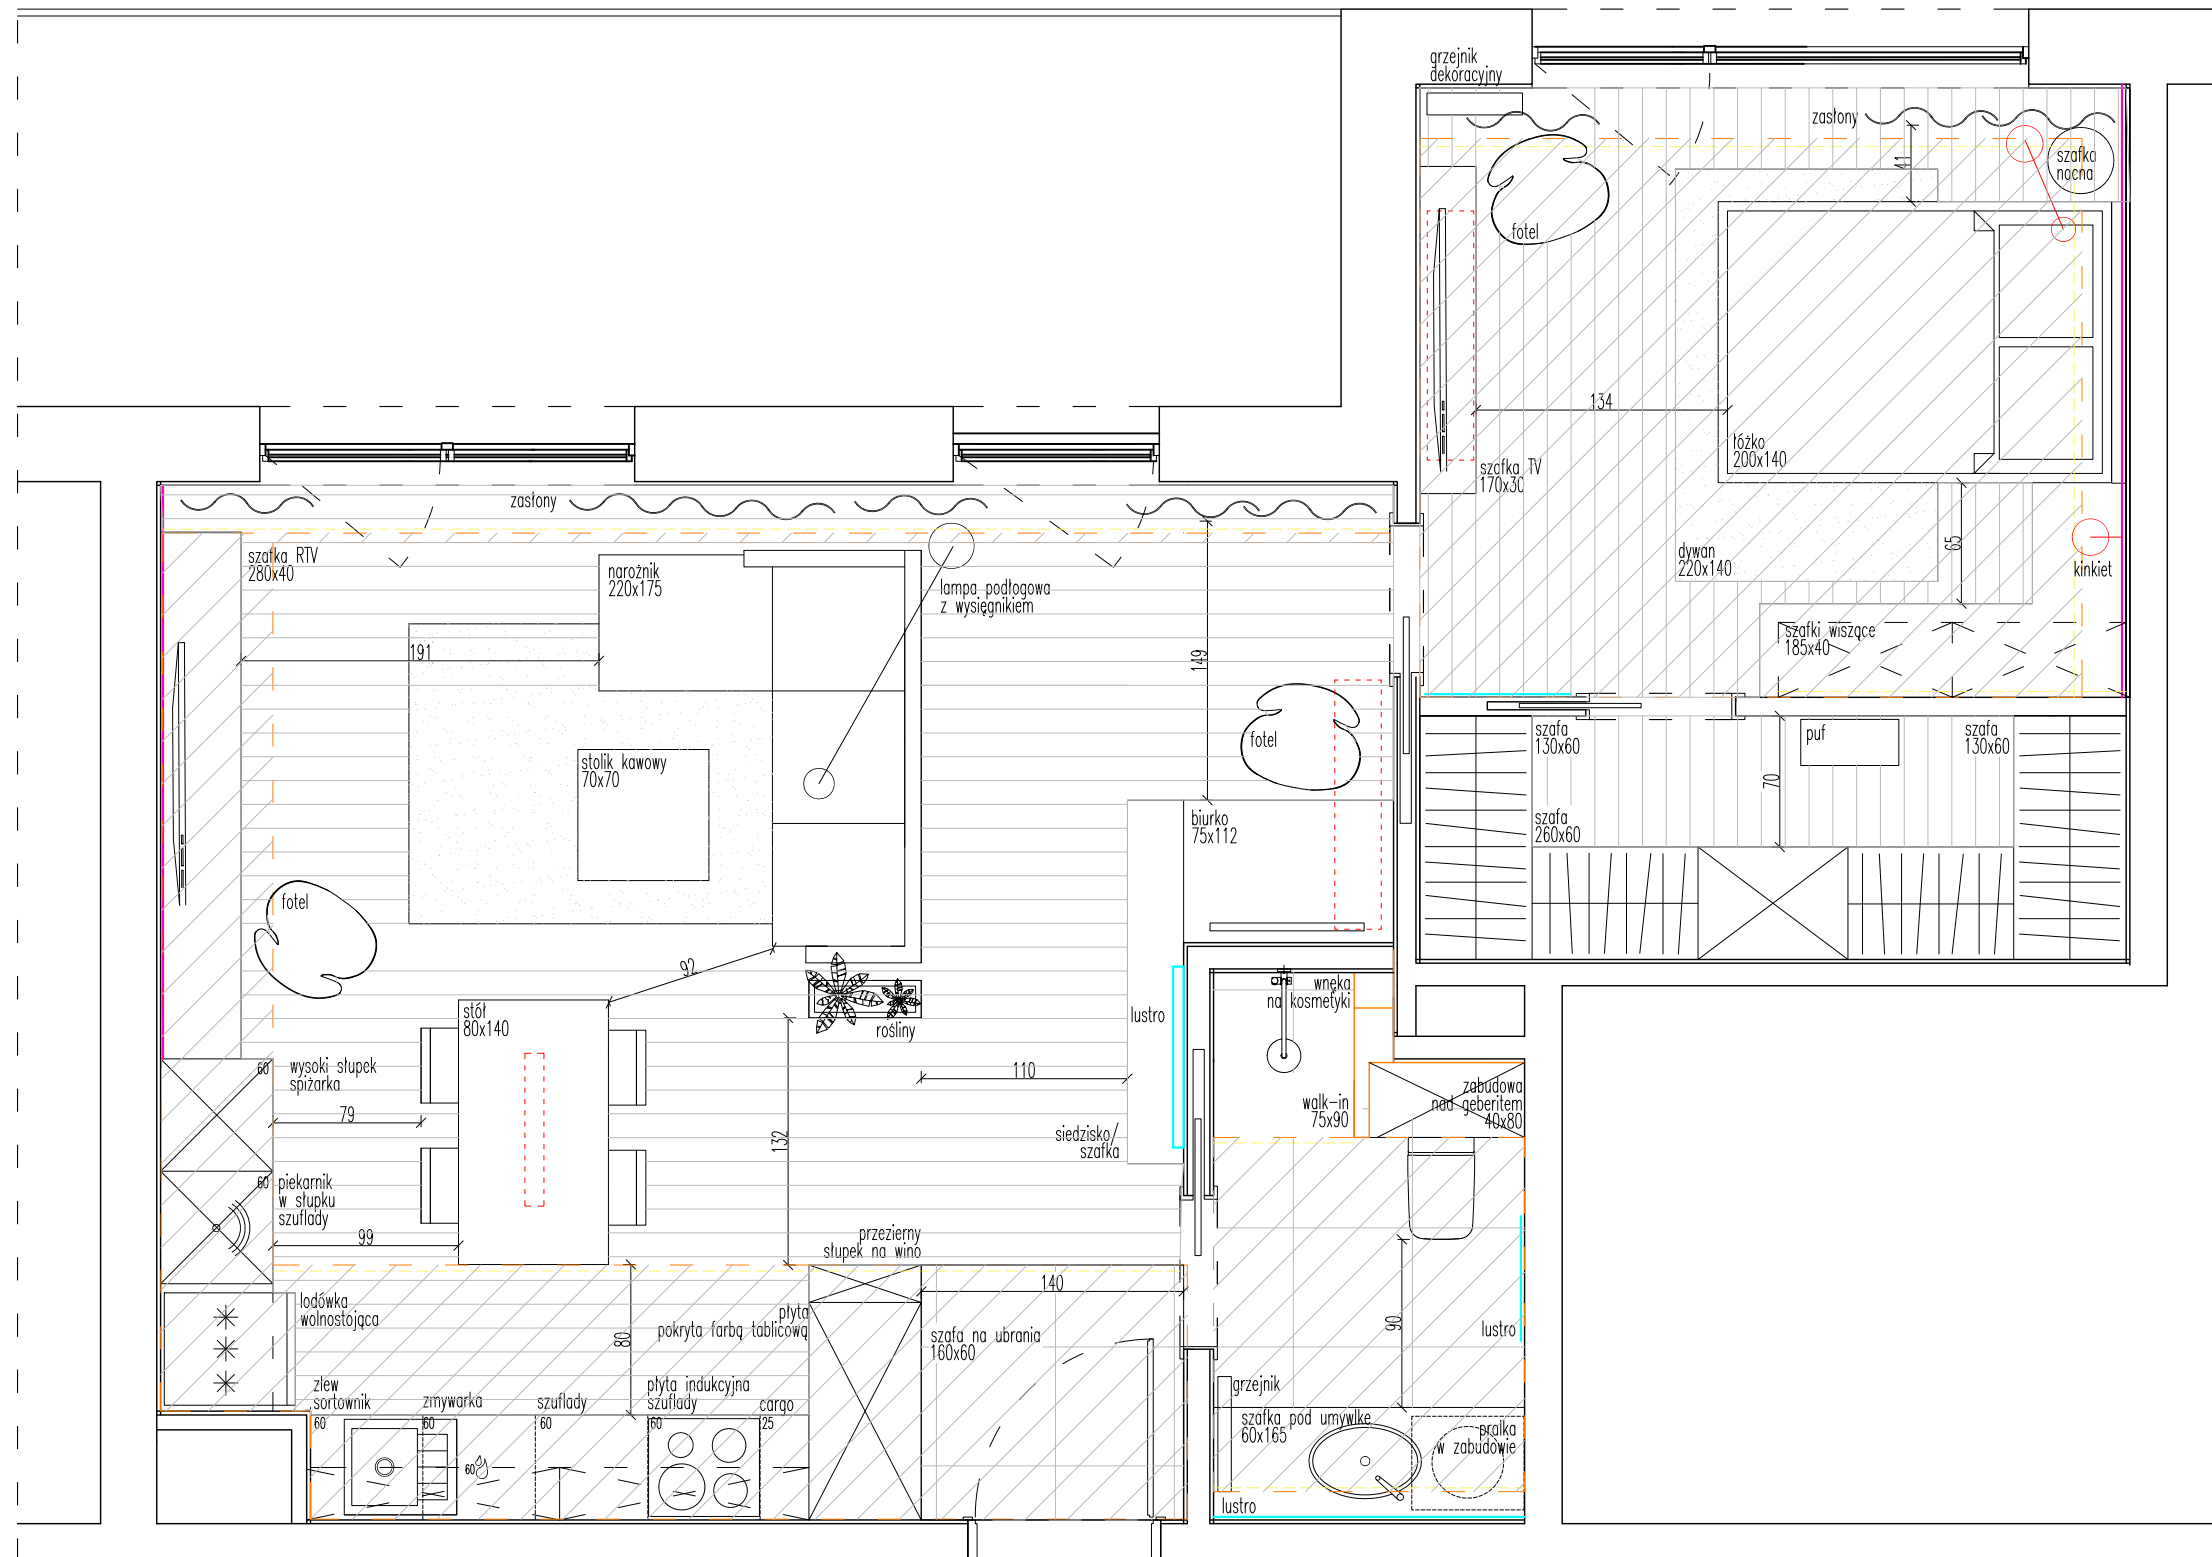 grzejnik
dekoracyjny
zasłony
41
szafka
nocna
fotel
134
łóżko
200x140
szafka TV
170x30
dywan
220x140
65
kinkiet
szafki wiszące
185x40
zasłony
szafka RTV
280x40
narożnik
220x175
lampa podłogowa
z wysięgnikiem
191
149
fotel
stolik kawowy
70x70
biurko
75x112
szafa
130x60
puf
szafa
130x60
70
szafa
260x60
fotel
92
stół
80x140
rośliny
lustro
wnęka
na kosmetyki
60
wysoki słupek
spiżarka
79
110
132
siedzisko/
szafka
walk-in
75x90
zabudowa
nad geberitem
40x80
60
piekarnik
w słupku
szuflady
99
przezierny
słupek na wino
140
lodówka
wolnostojąca
80
płyta
pokryta farbą tablicową
szafa na ubrania
160x60
90
lustro
zlew
sortownik
60
zmywarka
60
szuflady
60
płyta indukcyjna
szuflady
60
cargo
25
60
grzejnik
szafka pod umywlke
60x165
pralka
w zabudowie
lustro